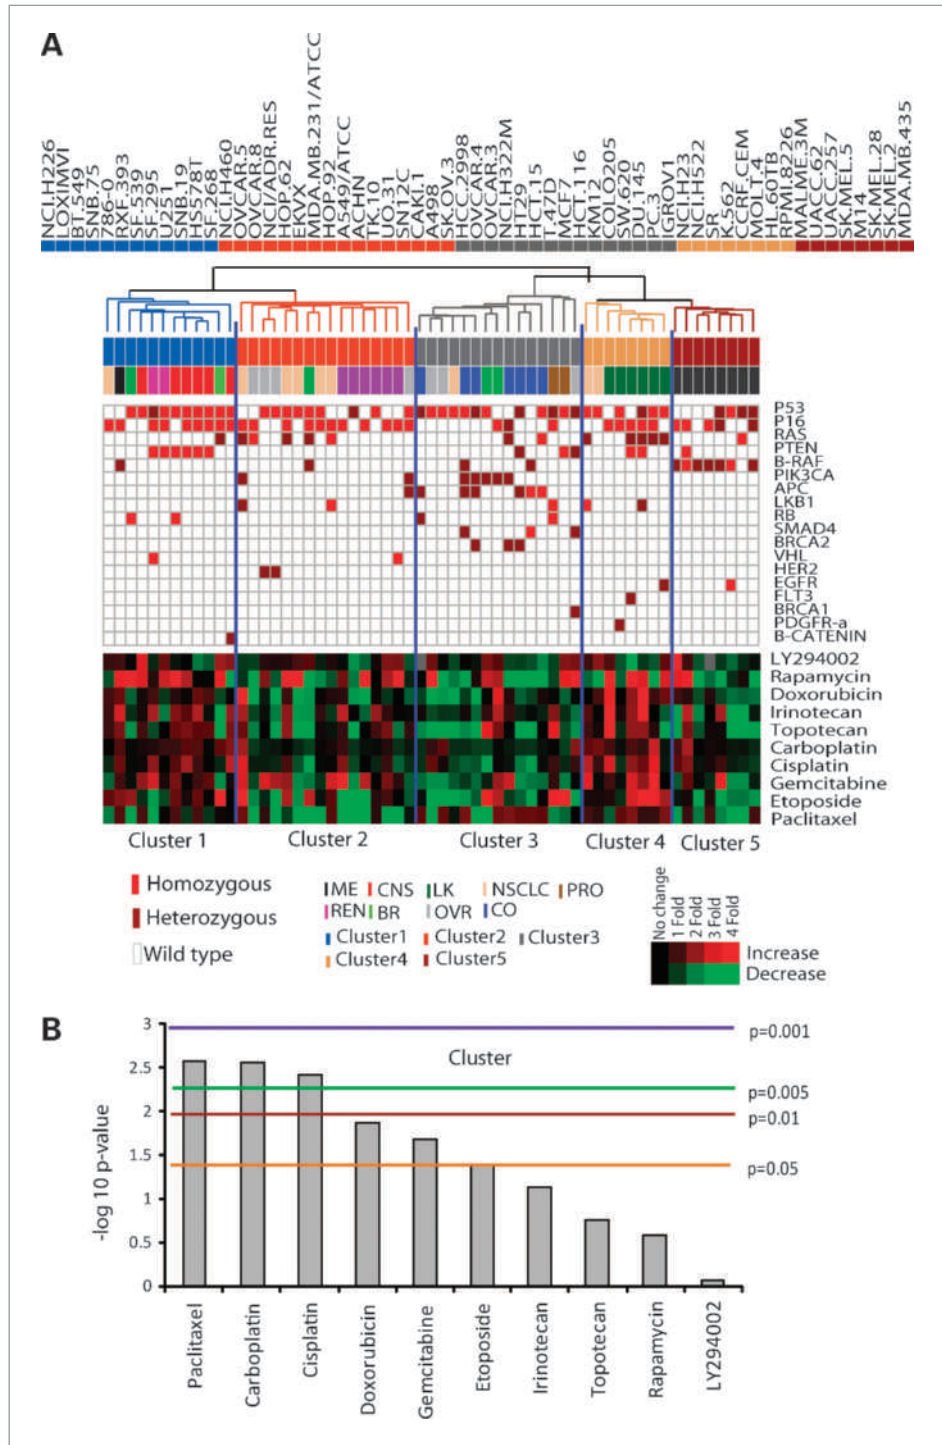 A
NCI.H226
LOXIMVI
BT.549
SNB.75
786-0
RXF.393
SF.539
SF.295
U251
SNB.19
HS578T
SF.268
NCI.H460
OVCAR.5
OVCAR.8
NCI/ADR.RES
HOP.62
EKVX
MDA.MB.231/ATCC
HOP.92
A549/ATCC
ACHN
TK.10
UO.31
SN12C
CAKI.1
A498
SK.OV.3
HCC.2998
OVCAR.4
OVCAR.3
NCI.H322M
HT29
HCT.15
T.47D
MCF7
HCT.116
KM12
COLO205
SW.620
DU.145
PC.3
IGROV1
NCI.H23
NCI.H522
SR
K.562
CCRF.CEM
MOLT.4
HL.60TB
RPMI.8226
MALME.3M
UACC.62
UACC.257
SK.MEL.5
M14
SK.MEL.28
SK.MEL.2
MDA.MB.435
P53
P16
RAS
PTEN
B-RAF
PIK3CA
APC
LKB1
RB
SMAD4
BRCA2
VHL
HER2
EGFR
FLT3
BRCA1
PDGFR-a
B-CATENIN
LY294002
Rapamycin
Doxorubicin
Irinotecan
Topotecan
Carboplatin
Cisplatin
Gemcitabine
Etoposide
Paclitaxel
Cluster 1 Cluster 2 Cluster 3 Cluster 4 Cluster 5
Homozygous
Heterozygous
Wild type
ME CNS LK NSCLC PRO
REN BR OVR CO
Cluster1 Cluster2 Cluster3
Cluster4 Cluster5
No change
1 Fold
2 Fold
3 Fold
4 Fold
Increase
Decrease
B
Cluster
-log 10 p-value
3
2.5
2
1.5
1
0.5
0
p=0.001
p=0.005
p=0.01
p=0.05
Paclitaxel
Carboplatin
Cisplatin
Doxorubicin
Gemcitabine
Etoposide
Irinotecan
Topotecan
Rapamycin
LY294002